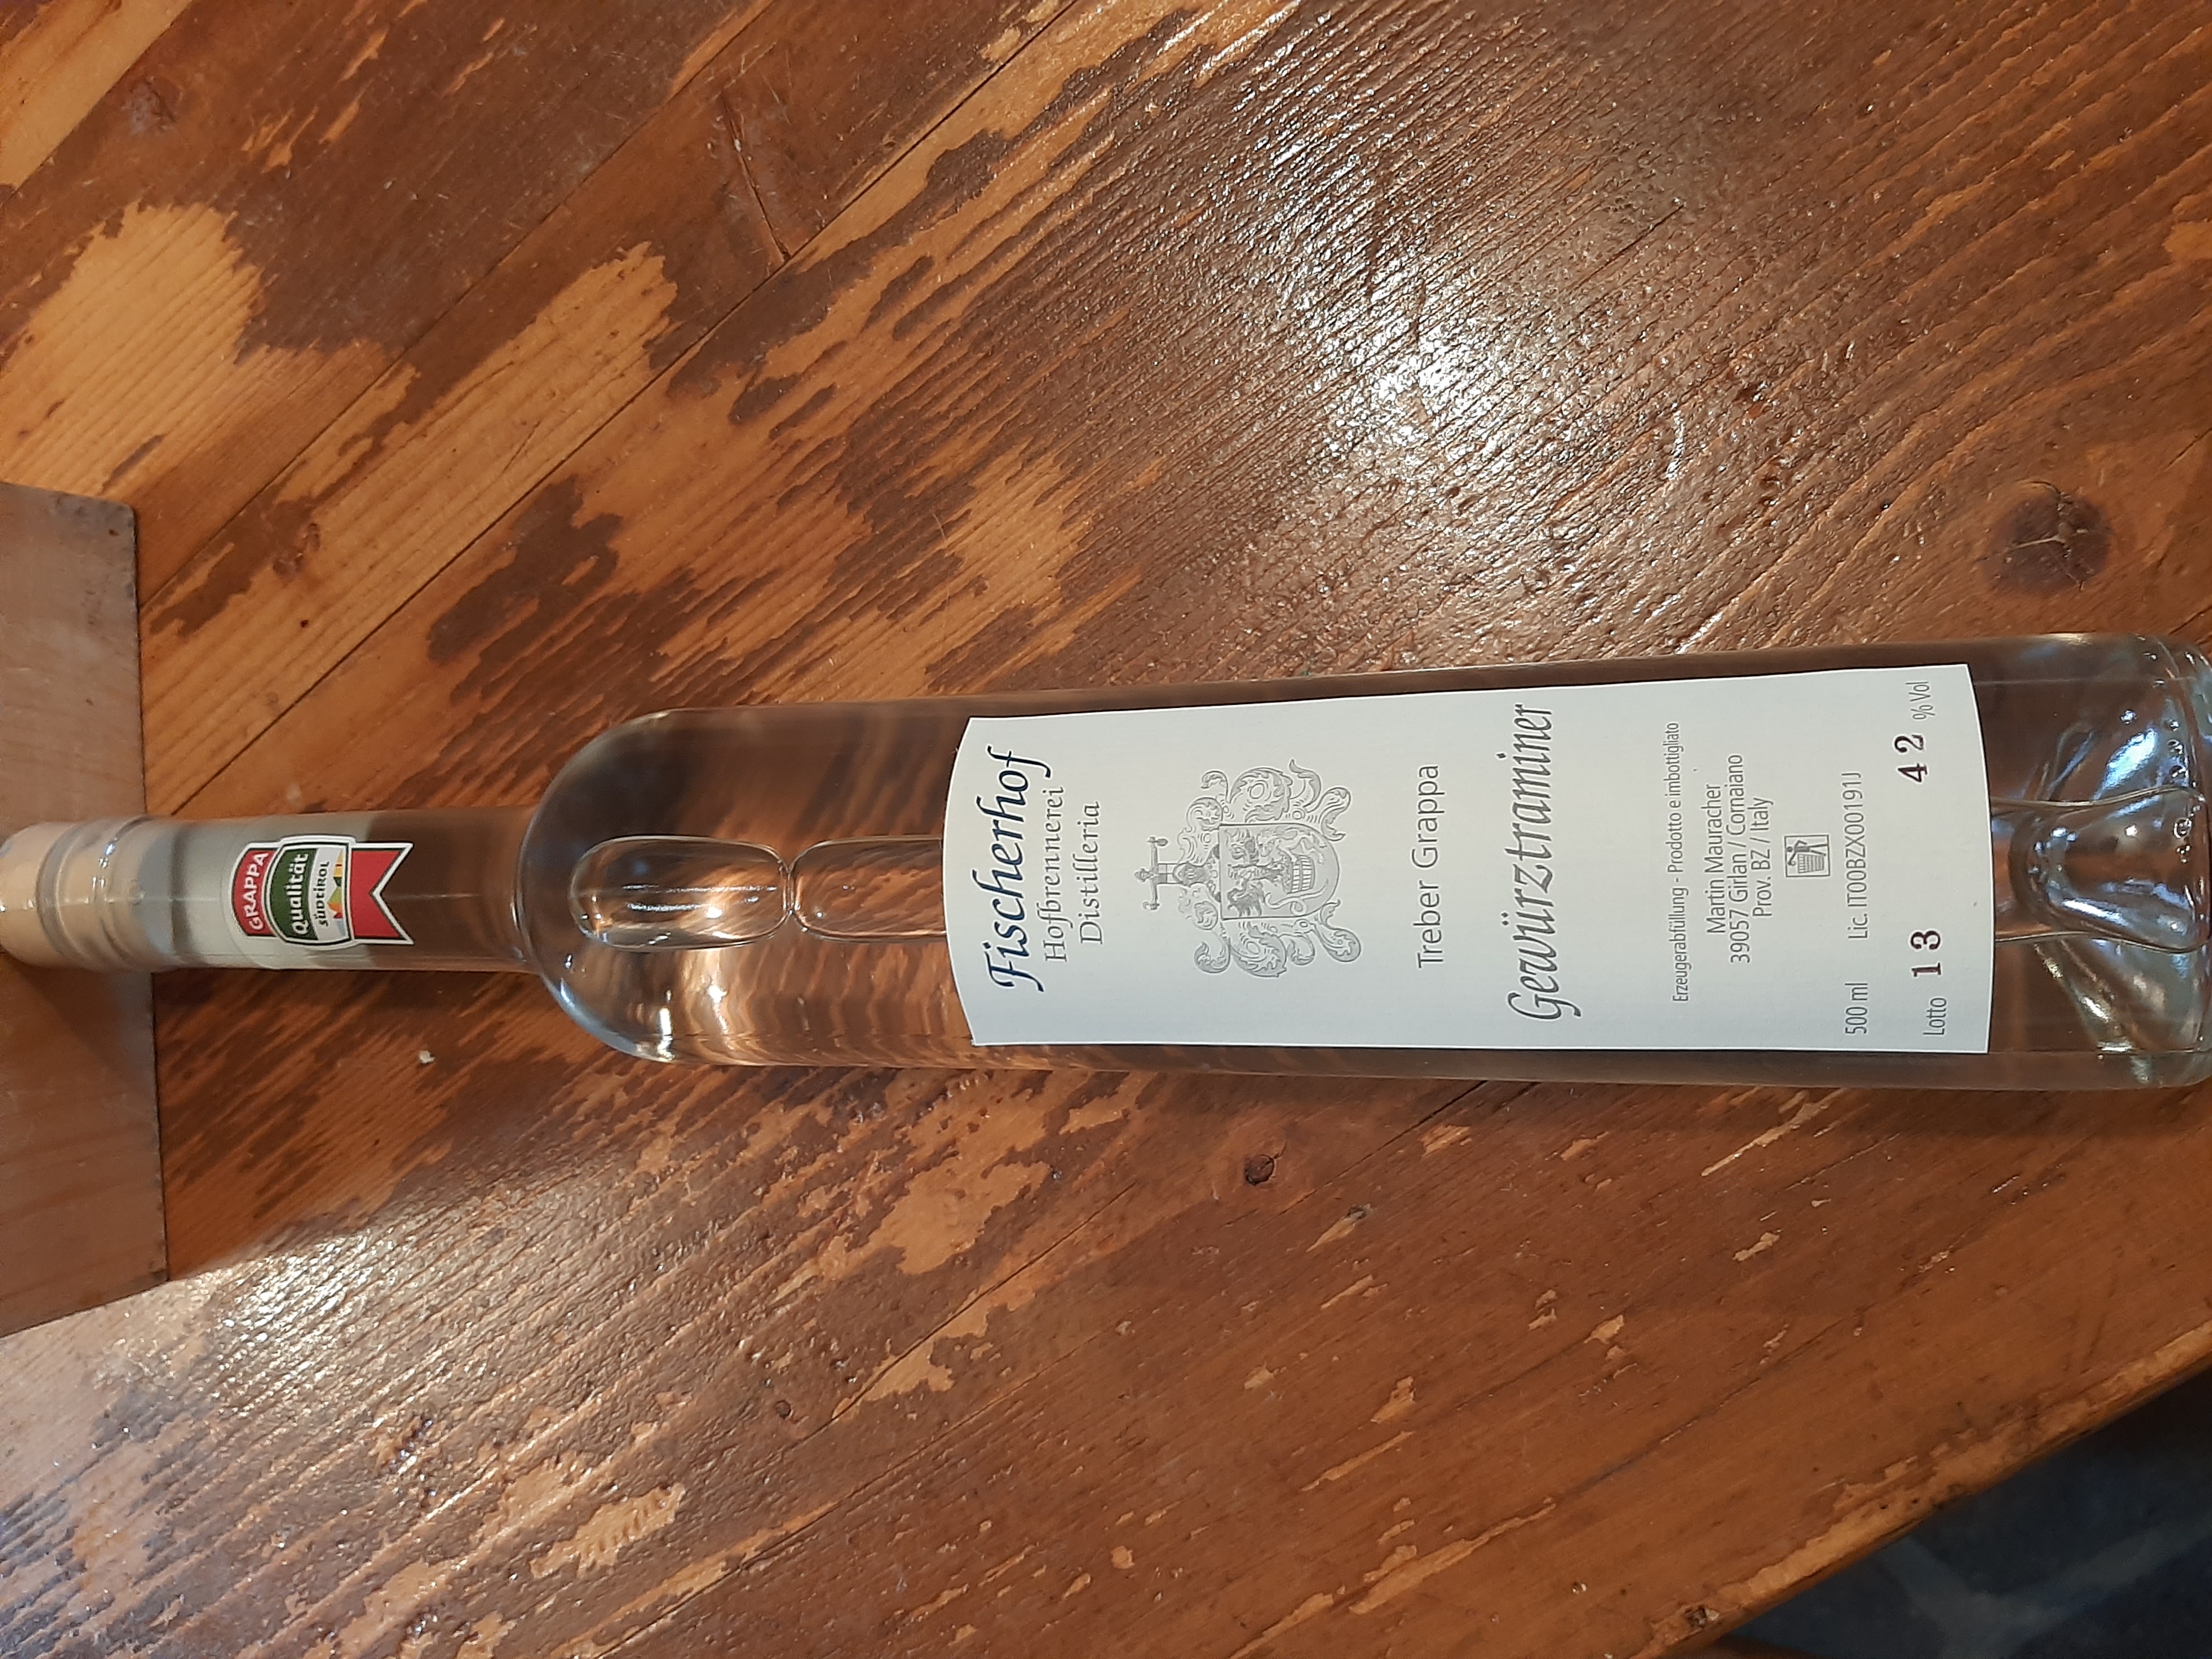 GRAPPA
Qualität
SÜDTIROL
Fischerhof
Hofbrennerei
Distilleria
Treber Grappa
Gewürztraminer
Erzeugerabfüllung - Prodotto e imbottigliato
Martin Mauracher
39057 Girlan / Cornaiano
Prov. BZ / Italy
500 ml Lic. IT00BZX00191J
Lotto 13 42 % Vol